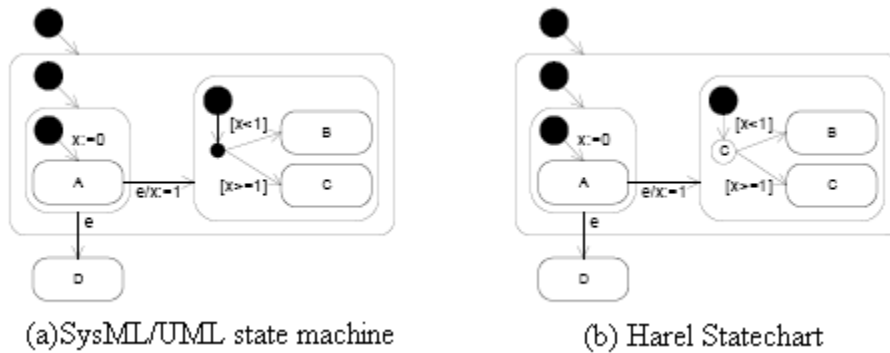 [x<1]
B
x:=0
A
e/x:=1
[x>=1]
C
e
D
(a)SysML/UML state machine
[x<1]
B
x:=0
C
A
e/x:=1
[x>=1]
C
e
D
(b) Harel Statechart